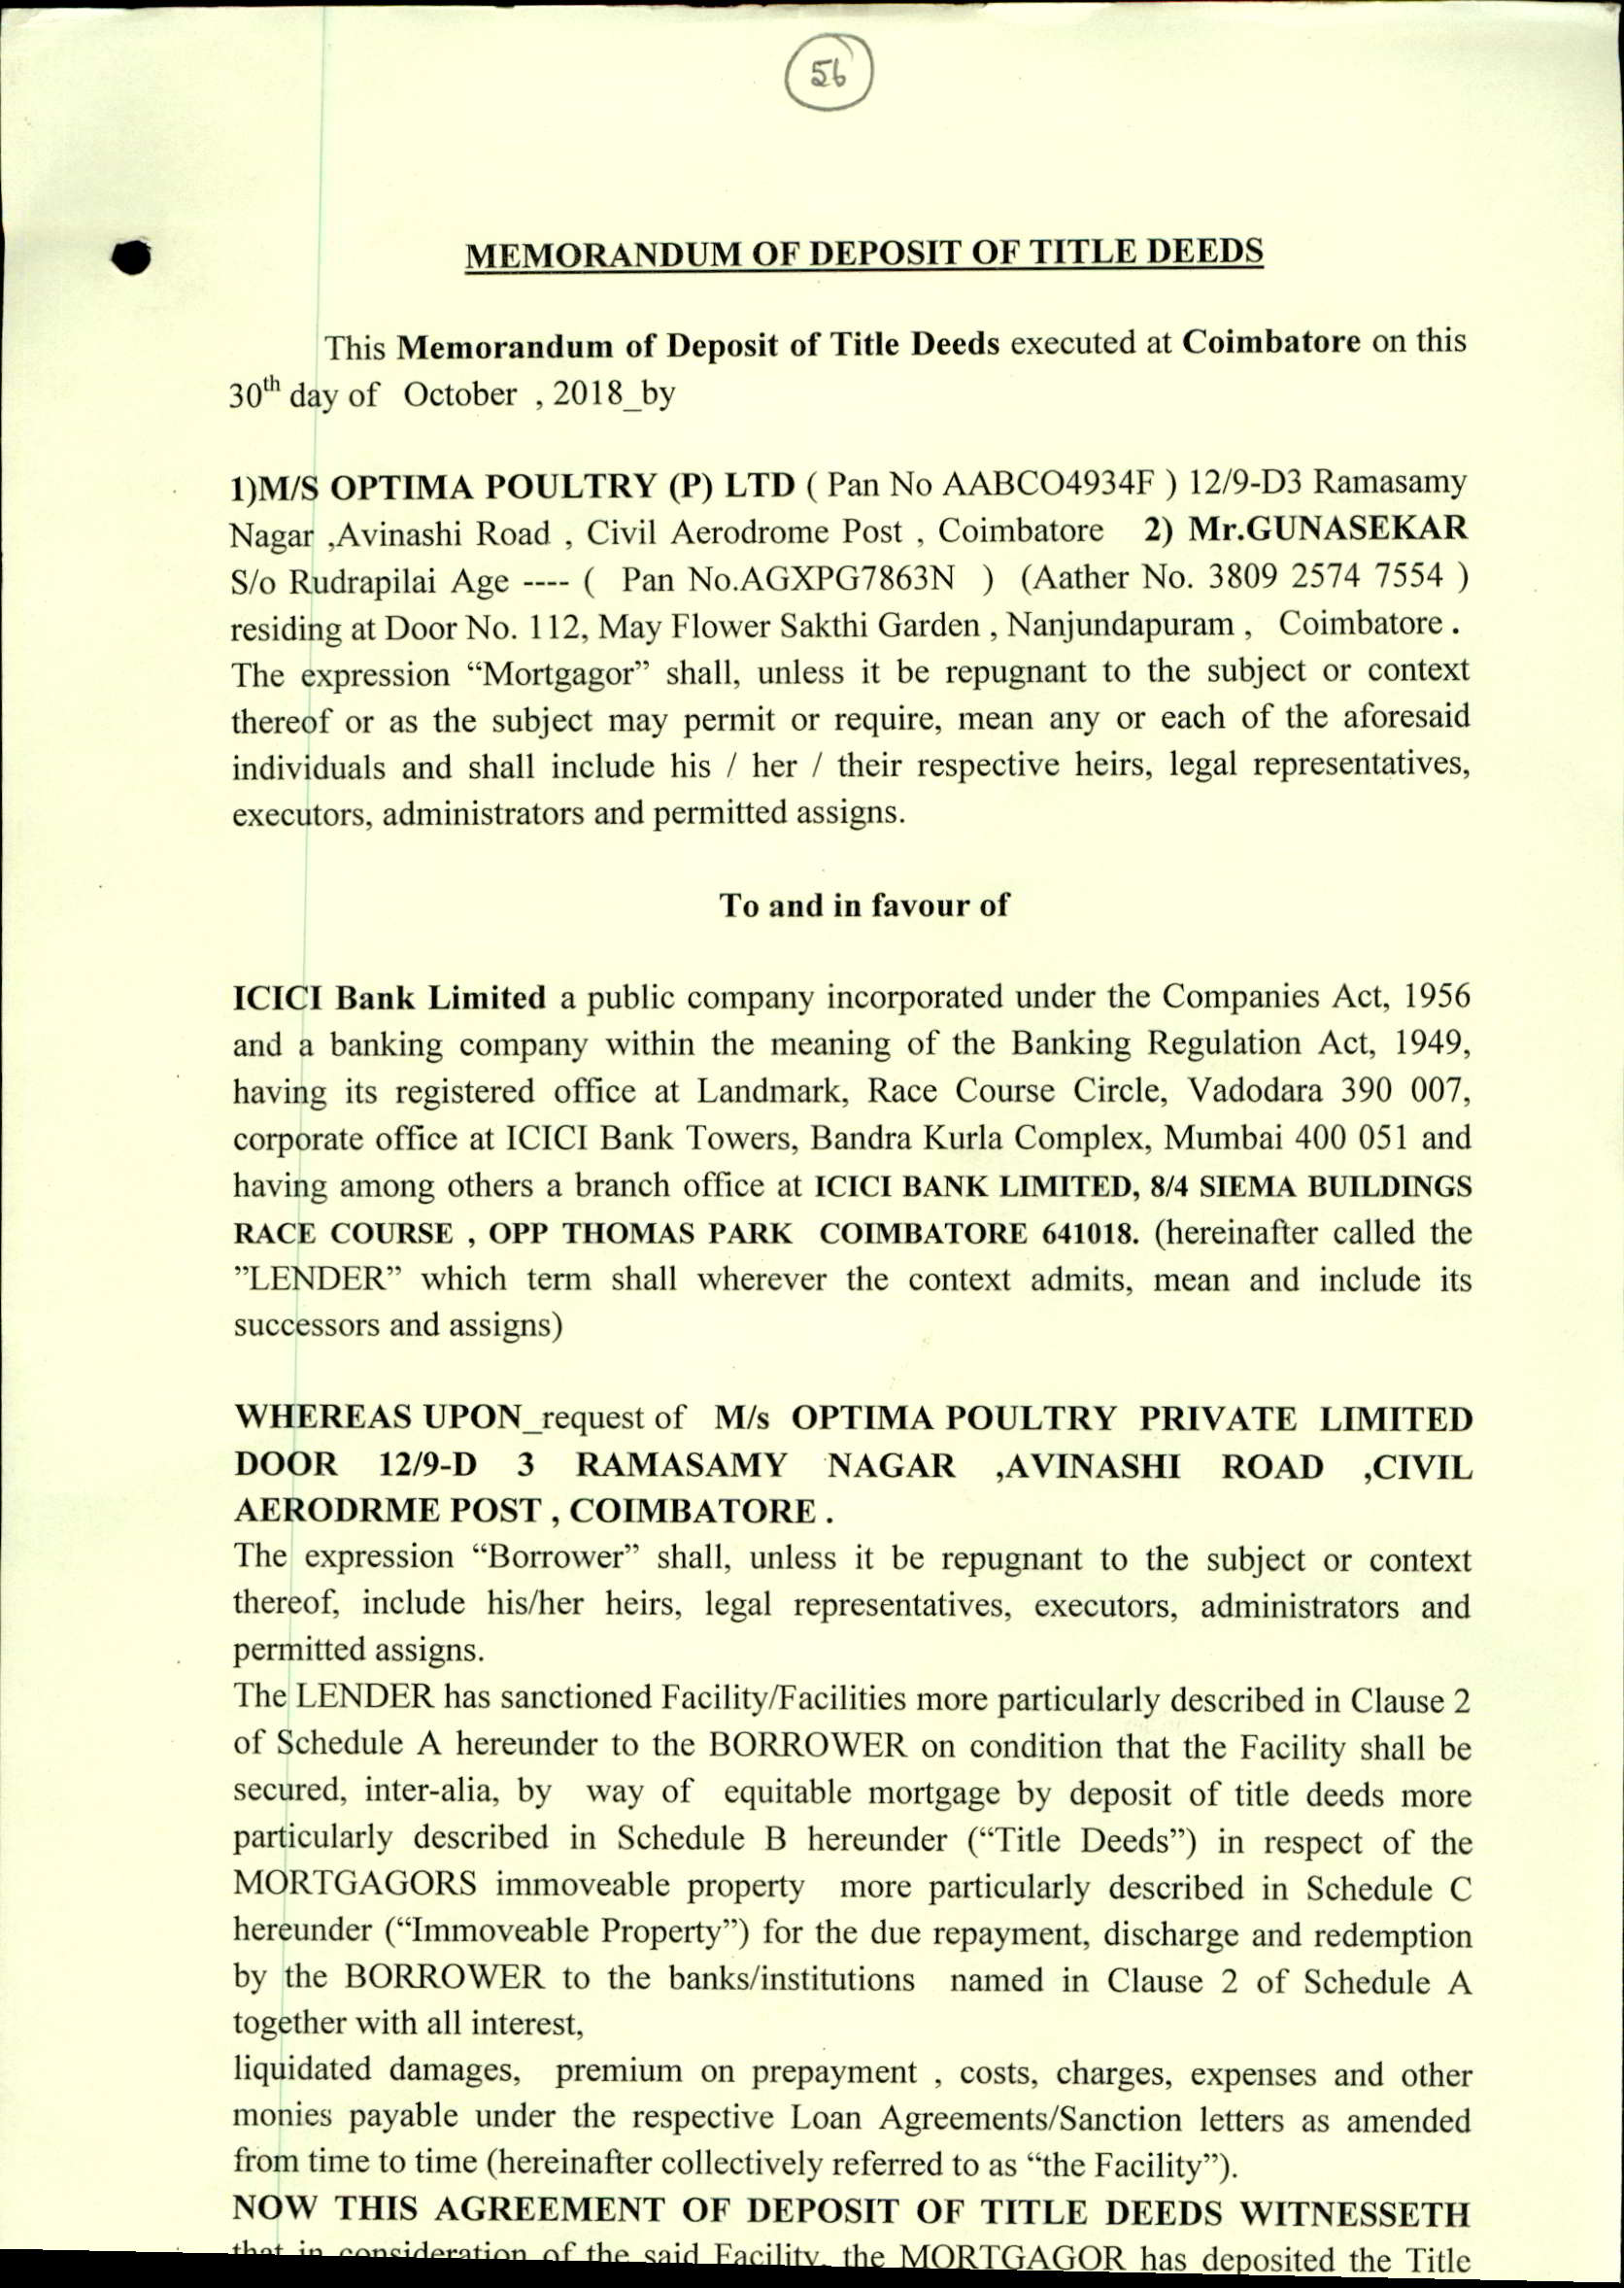 56
MEMORANDUM OF DEPOSIT OF TITLE DEEDS
This Memorandum of Deposit of Title Deeds executed at Coimbatore on this
30th day of October , 2018_by
1)M/S OPTIMA POULTRY (P) LTD ( Pan No AABCO4934F ) 12/9-D3 Ramasamy
Nagar ,Avinashi Road , Civil Aerodrome Post , Coimbatore 2) Mr.GUNASEKAR
S/o Rudrapilai Age ---- ( Pan No.AGXPG7863N ) (Aather No. 3809 2574 7554 )
residing at Door No. 112, May Flower Sakthi Garden , Nanjundapuram , Coimbatore .
The expression “Mortgagor” shall, unless it be repugnant to the subject or context
thereof or as the subject may permit or require, mean any or each of the aforesaid
individuals and shall include his / her / their respective heirs, legal representatives,
executors, administrators and permitted assigns.
To and in favour of
ICICI Bank Limited a public company incorporated under the Companies Act, 1956
and a banking company within the meaning of the Banking Regulation Act, 1949,
having its registered office at Landmark, Race Course Circle, Vadodara 390 007,
corporate office at ICICI Bank Towers, Bandra Kurla Complex, Mumbai 400 051 and
having among others a branch office at ICICI BANK LIMITED, 8/4 SIEMA BUILDINGS
RACE COURSE , OPP THOMAS PARK COIMBATORE 641018. (hereinafter called the
”LENDER” which term shall wherever the context admits, mean and include its
successors and assigns)
WHEREAS UPON_request of M/s OPTIMA POULTRY PRIVATE LIMITED
DOOR 12/9-D 3 RAMASAMY NAGAR ,AVINASHI ROAD ,CIVIL
AERODRME POST , COIMBATORE .
The expression “Borrower” shall, unless it be repugnant to the subject or context
thereof, include his/her heirs, legal representatives, executors, administrators and
permitted assigns.
The LENDER has sanctioned Facility/Facilities more particularly described in Clause 2
of Schedule A hereunder to the BORROWER on condition that the Facility shall be
secured, inter-alia, by way of equitable mortgage by deposit of title deeds more
particularly described in Schedule B hereunder (“Title Deeds”) in respect of the
MORTGAGORS immoveable property more particularly described in Schedule C
hereunder (“Immoveable Property”) for the due repayment, discharge and redemption
by the BORROWER to the banks/institutions named in Clause 2 of Schedule A
together with all interest,
liquidated damages, premium on prepayment , costs, charges, expenses and other
monies payable under the respective Loan Agreements/Sanction letters as amended
from time to time (hereinafter collectively referred to as “the Facility”).
NOW THIS AGREEMENT OF DEPOSIT OF TITLE DEEDS WITNESSETH
that in consideration of the said Facility, the MORTGAGOR has deposited the Title